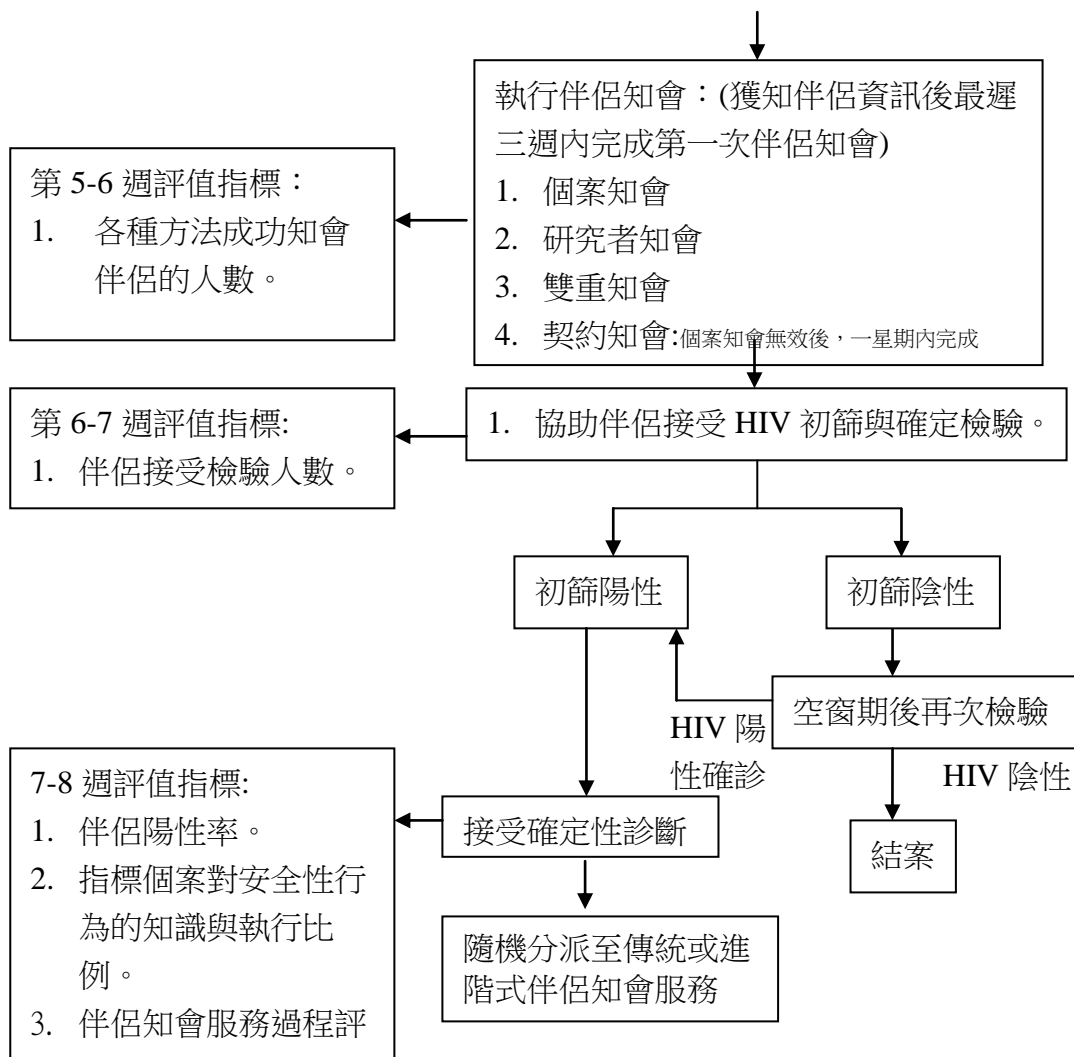 執行伴侶知會：(獲知伴侶資訊後最遲
三週內完成第一次伴侶知會)
1. 個案知會
2. 研究者知會
3. 雙重知會
4. 契約知會:個案知會無效後，一星期內完成
第 5-6 週評值指標：
1. 各種方法成功知會
伴侶的人數。
1. 協助伴侶接受 HIV 初篩與確定檢驗。
第 6-7 週評值指標:
1. 伴侶接受檢驗人數。
初篩陽性
初篩陰性
空窗期後再次檢驗
HIV 陽
性確診
HIV 陰性
結案
接受確定性診斷
7-8 週評值指標:
1. 伴侶陽性率。
2. 指標個案對安全性行
為的知識與執行比
例。
3. 伴侶知會服務過程評
隨機分派至傳統或進
階式伴侶知會服務